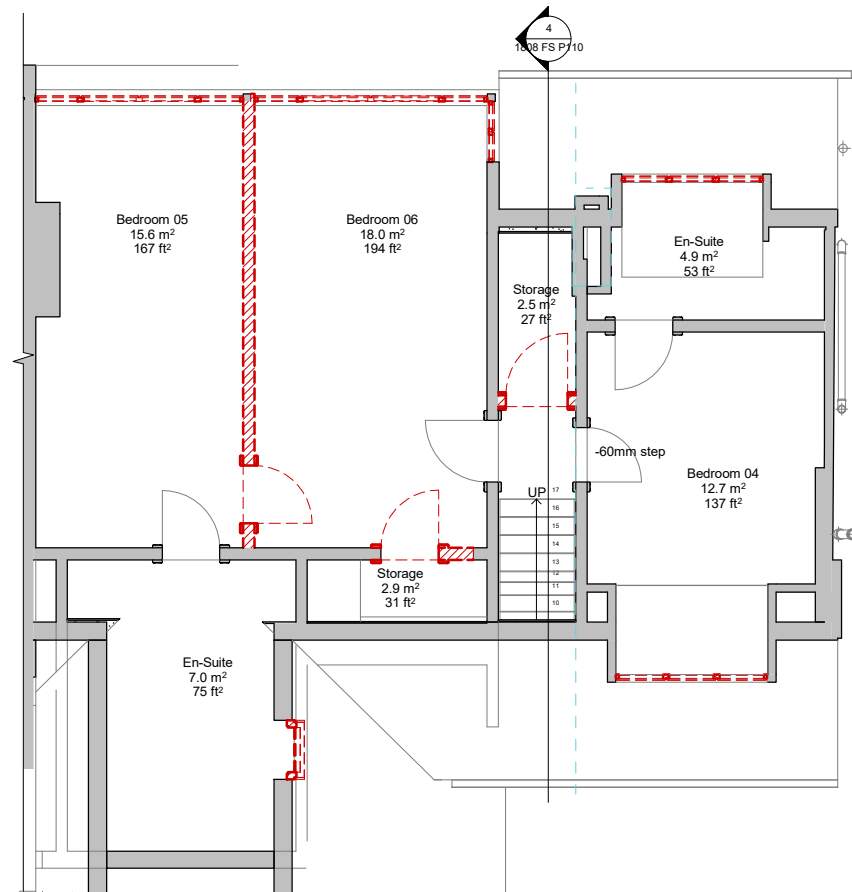 4
1808 FS P110
Bedroom 05
15.6 m²
167 ft²
Bedroom 06
18.0 m²
194 ft²
En-Suite
4.9 m²
53 ft²
Storage
2.5 m²
27 ft²
-60mm step
Bedroom 04
12.7 m²
137 ft²
UP
17
16
15
14
13
12
11
10
Storage
2.9 m²
31 ft²
En-Suite
7.0 m²
75 ft²